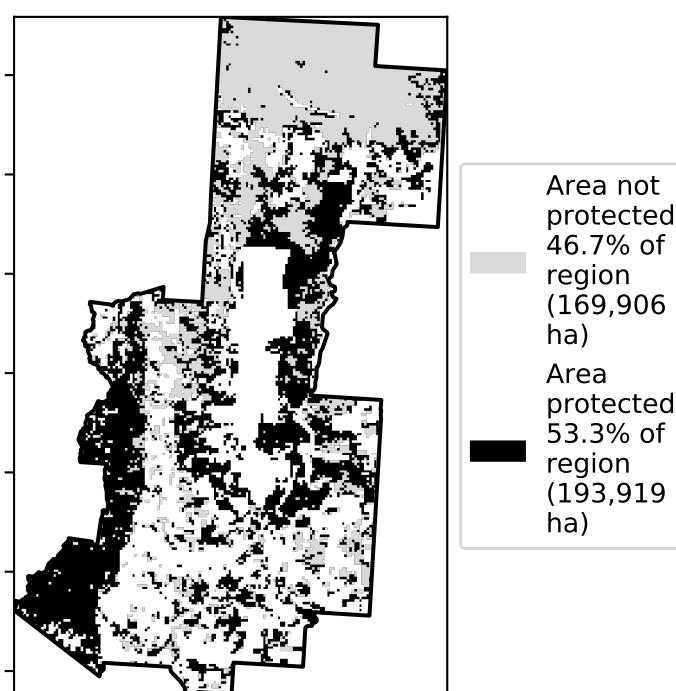 Area not
protected
46.7% of
region
(169,906
ha)
Area
protected
53.3% of
region
(193,919
ha)